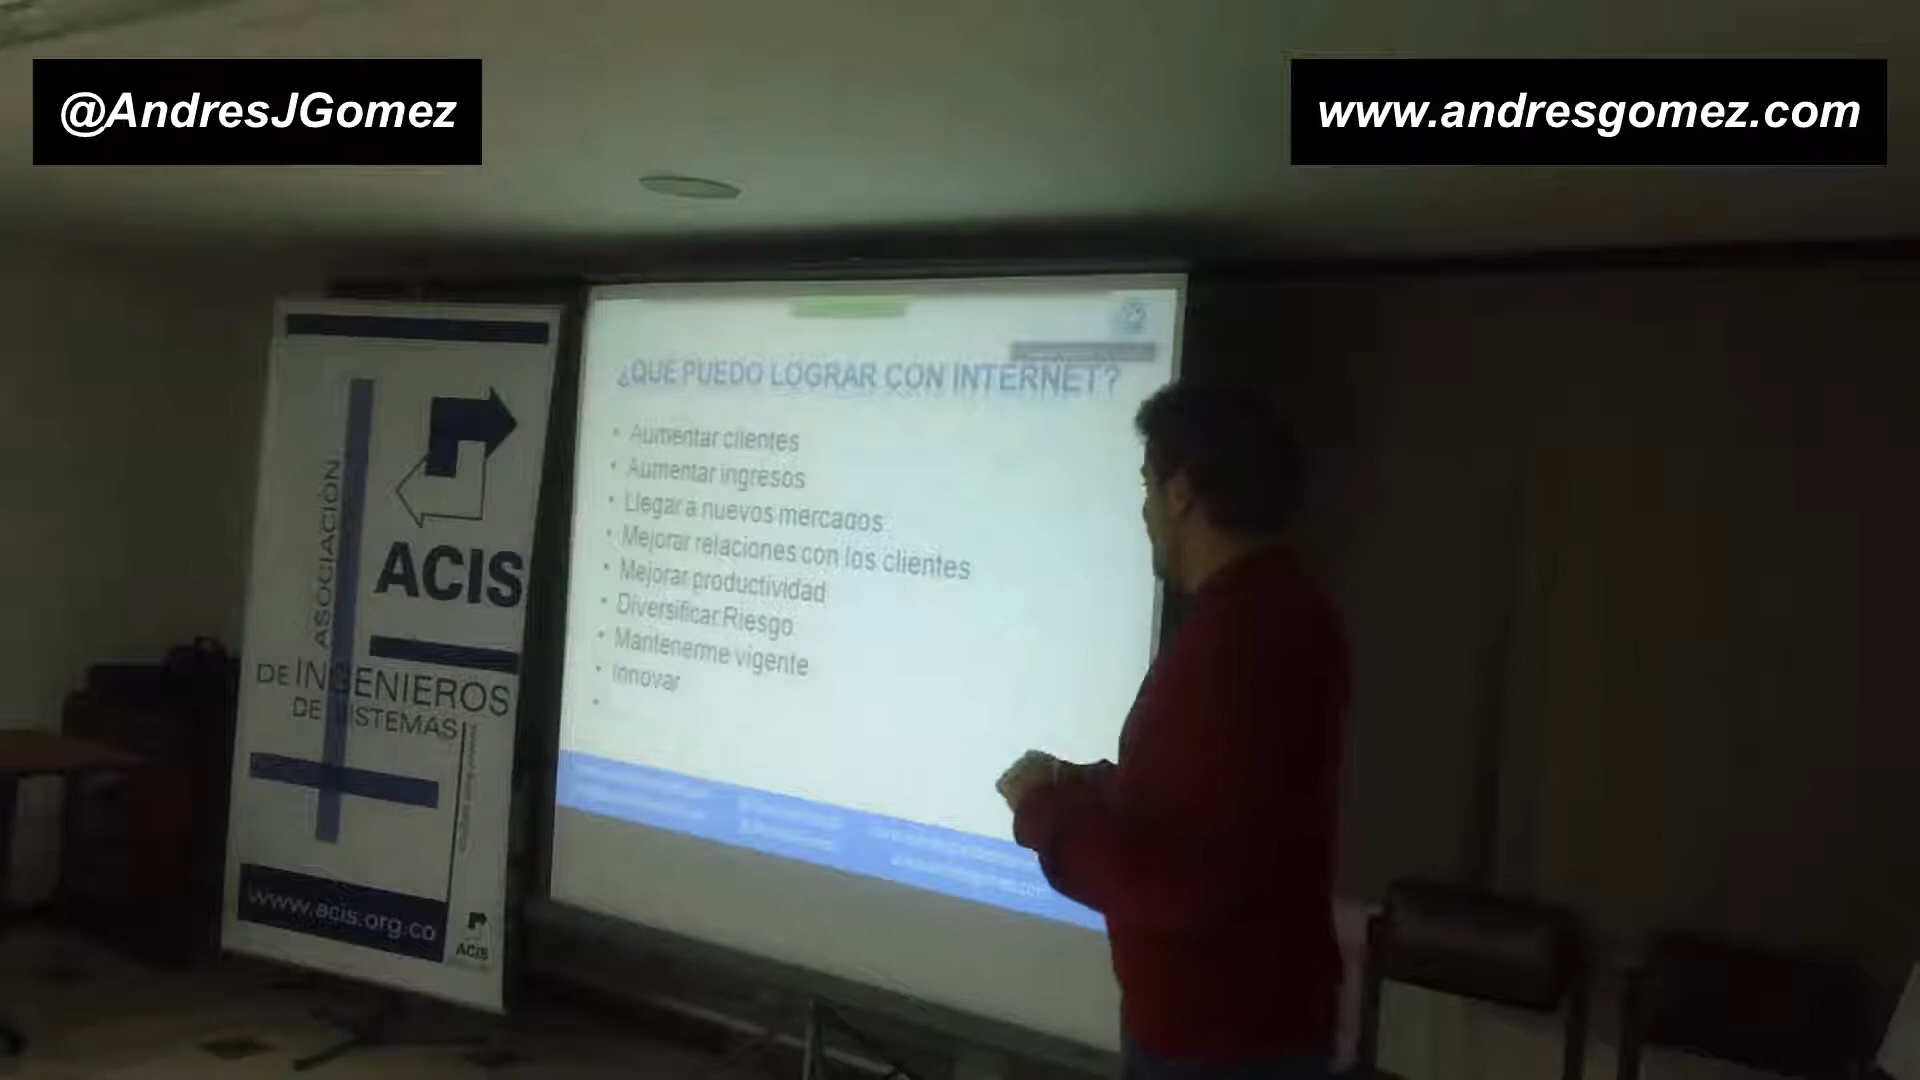 @AndresJGomez
www.andresgomez.com
ASOCIACIÓN
ACIS
DE INGENIEROS
DE SISTEMAS
www.acis.org.co
ACIS
¿QUE PUEDO LOGRAR CON INTERNET?
• Aumentar clientes
• Aumentar ingresos
• Llegar a nuevos mercados
• Mejorar relaciones con los clientes
• Mejorar productividad
• Diversificar Riesgo
• Mantenerme vigente
• Innovar